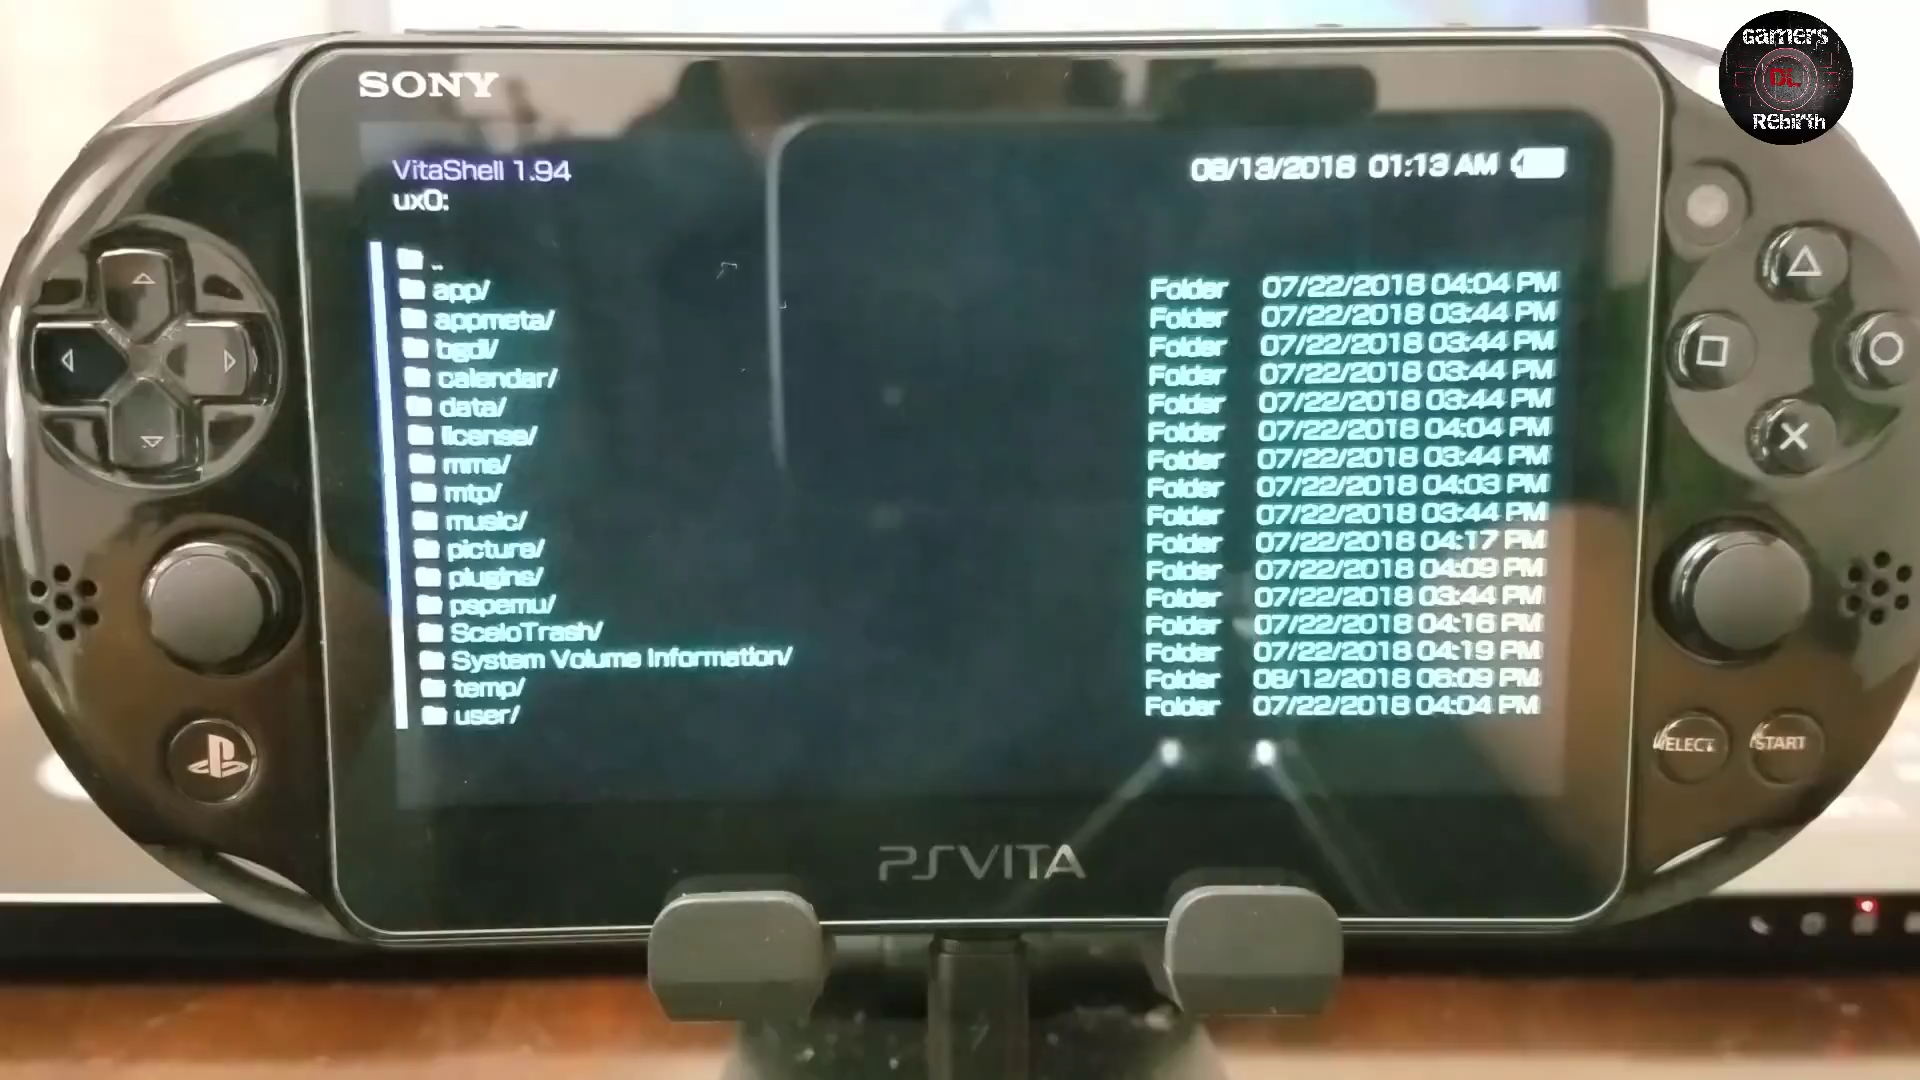 GamErs
DL
REbirth
SONY
VitaShell 1.94
08/13/2018 01:13 AM
ux0:
..
app/ Folder 07/22/2018 04:04 PM
appmeta/ Folder 07/22/2018 03:44 PM
bgdl/ Folder 07/22/2018 03:44 PM
calendar/ Folder 07/22/2018 03:44 PM
data/ Folder 07/22/2018 03:44 PM
license/ Folder 07/22/2018 04:04 PM
mms/ Folder 07/22/2018 03:44 PM
mtp/ Folder 07/22/2018 04:03 PM
music/ Folder 07/22/2018 03:44 PM
picture/ Folder 07/22/2018 04:17 PM
plugins/ Folder 07/22/2018 04:09 PM
pspemu/ Folder 07/22/2018 03:44 PM
SceIoTrash/ Folder 07/22/2018 04:16 PM
System Volume Information/ Folder 07/22/2018 04:19 PM
temp/ Folder 08/12/2018 06:09 PM
user/ Folder 07/22/2018 04:04 PM
SELECT START
PSVITA